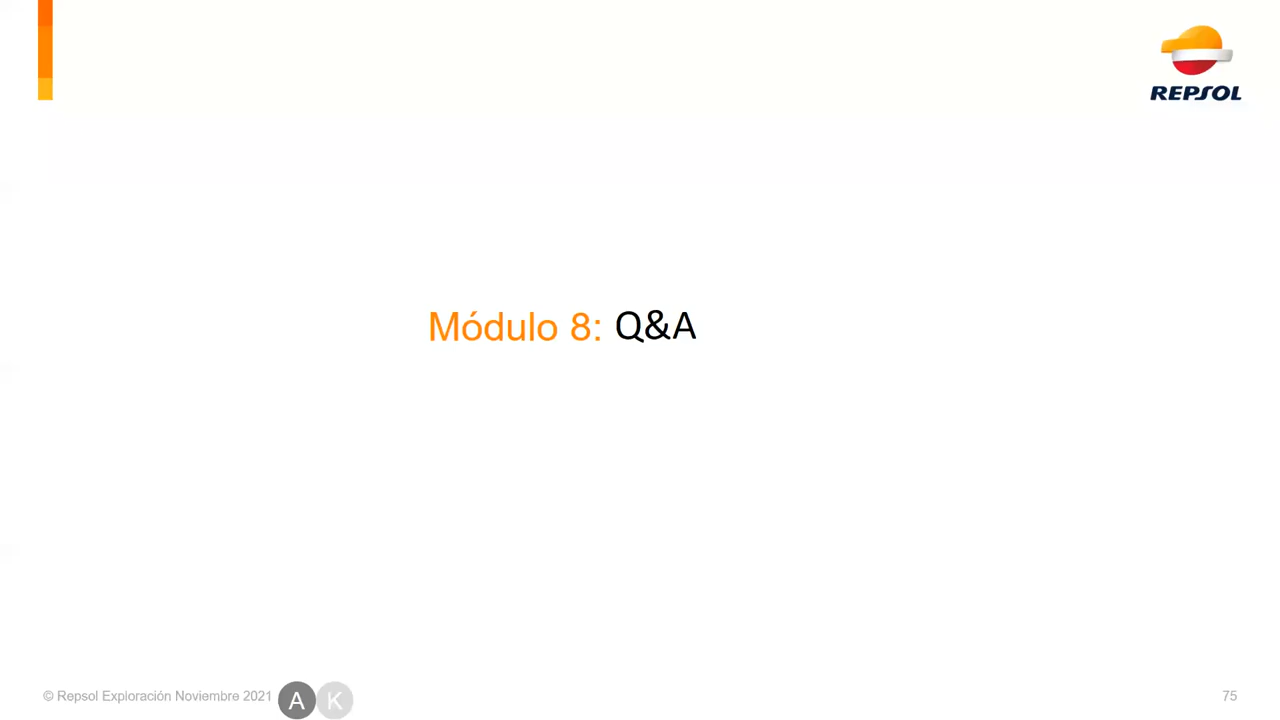 REPSOL
Módulo 8: Q&A
© Repsol Exploración Noviembre 2021
A K
75